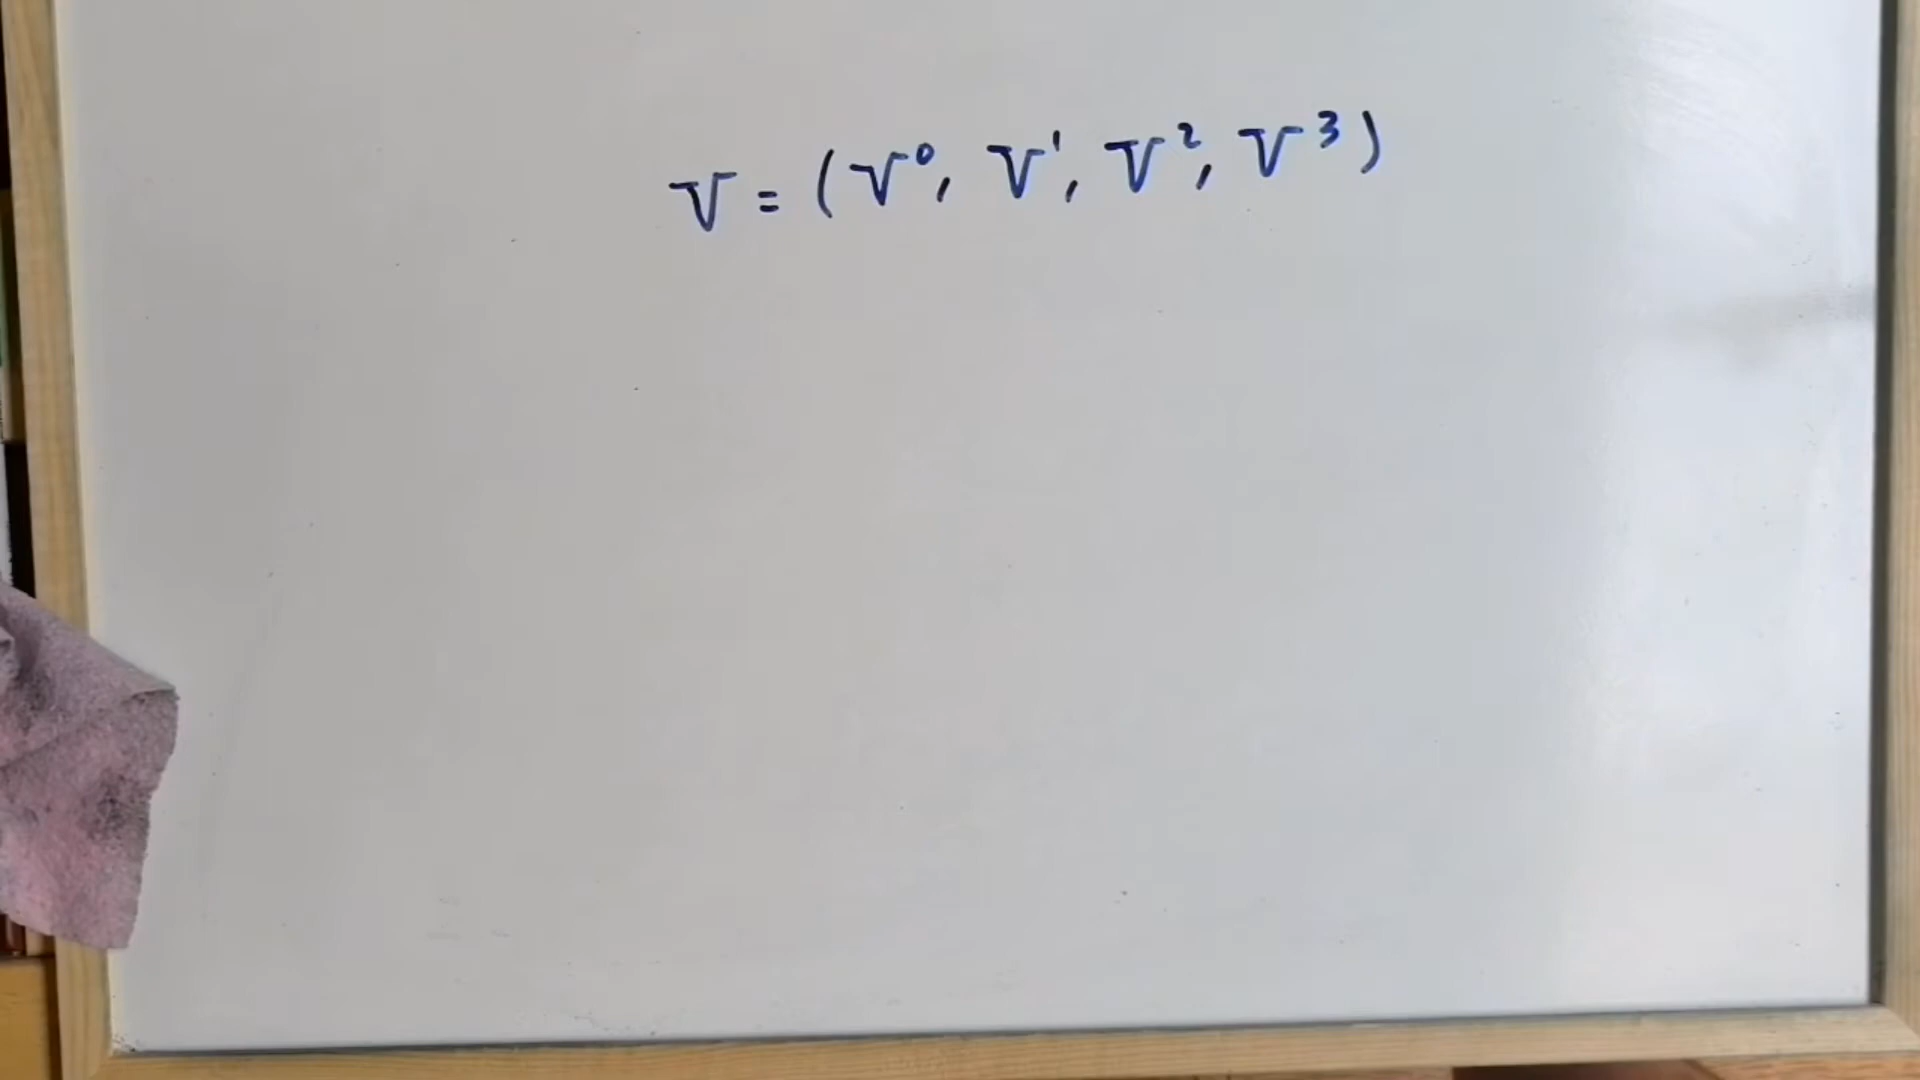 V = (V⁰, V¹, V², V³)